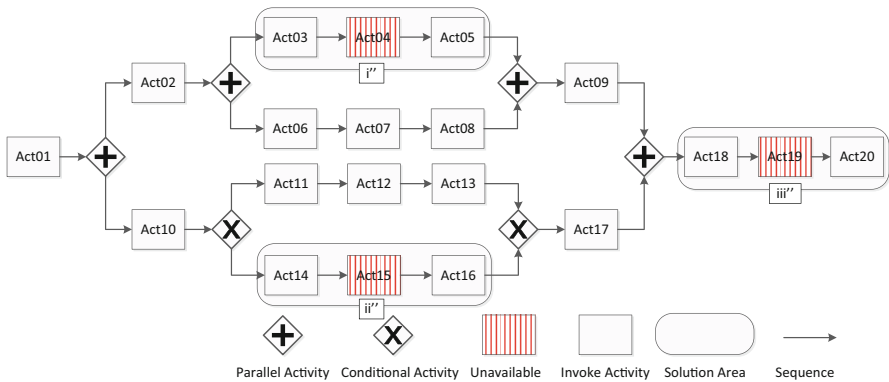 Act03
Act04
Act05
i''
Act02
Act09
Act06
Act07
Act08
Act01
Act18
Act19
Act20
iii''
Act11
Act12
Act13
Act10
Act17
Act14
Act15
Act16
ii''
Parallel Activity
Conditional Activity
Unavailable
Invoke Activity
Solution Area
Sequence